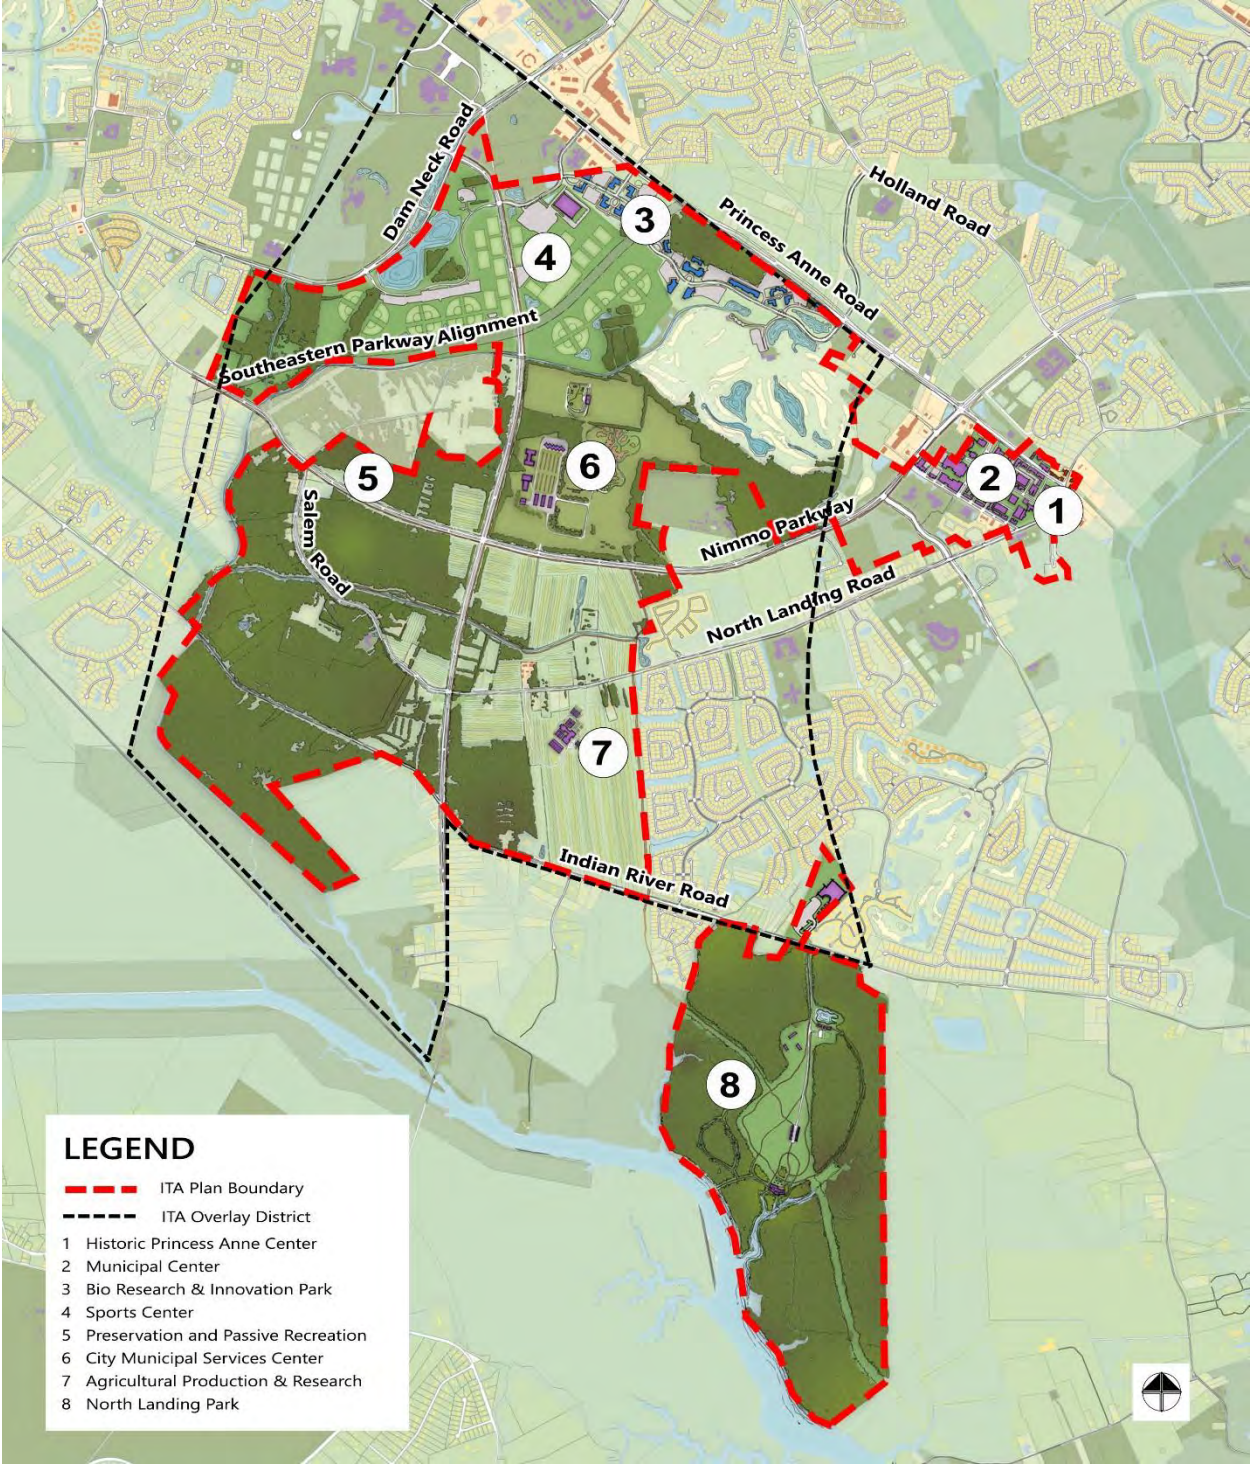 Dam Neck Road
Holland Road
Princess Anne Road
3
4
Southeastern Parkway Alignment
5
6
2
1
Salem Road
Nimmo Parkway
North Landing Road
7
Indian River Road
8
LEGEND
ITA Plan Boundary
ITA Overlay District
1 Historic Princess Anne Center
2 Municipal Center
3 Bio Research & Innovation Park
4 Sports Center
5 Preservation and Passive Recreation
6 City Municipal Services Center
7 Agricultural Production & Research
8 North Landing Park